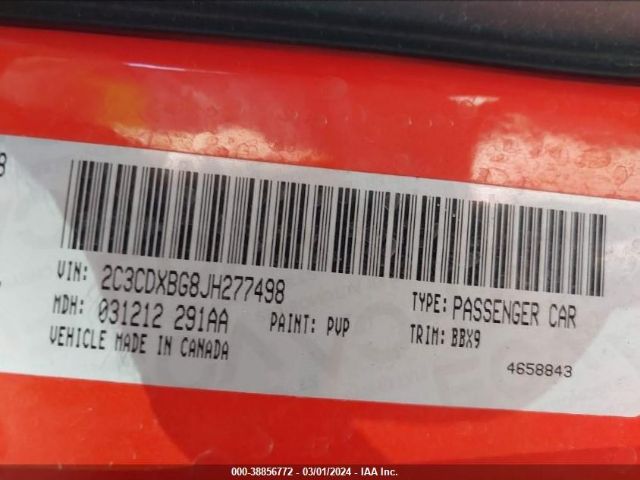 8
VIN: 2C3CDXBG8JH277498
MDH: 031212 291AA PAINT: PVP
VEHICLE MADE IN CANADA
TYPE: PASSENGER CAR
TRIM: BBX9
4658843
000-38856772 — 03/01/2024 — IAA Inc.